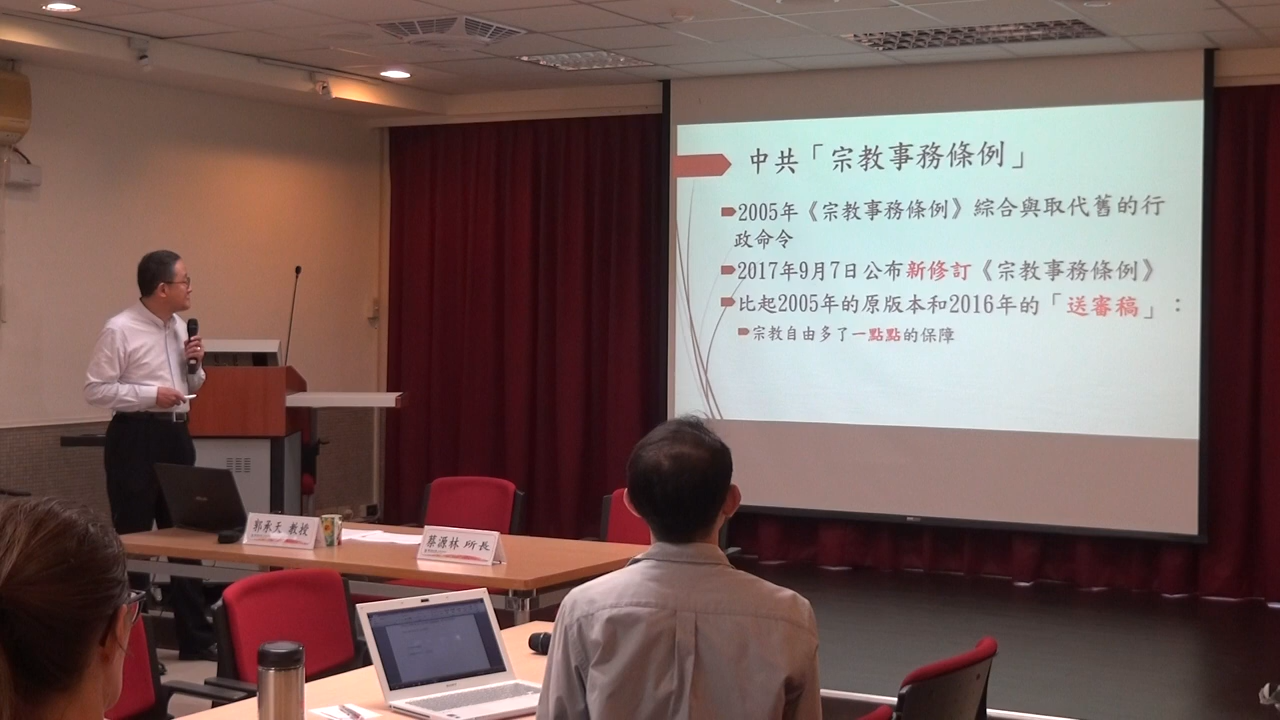 中共「宗教事務條例」
2005年《宗教事務條例》綜合與取代舊的行
政命令
2017年9月7日公布新修訂《宗教事務條例》
比起2005年的原版本和2016年的「送審稿」：
宗教自由多了一點點的保障
郭承天 教授
蔡源林 所長